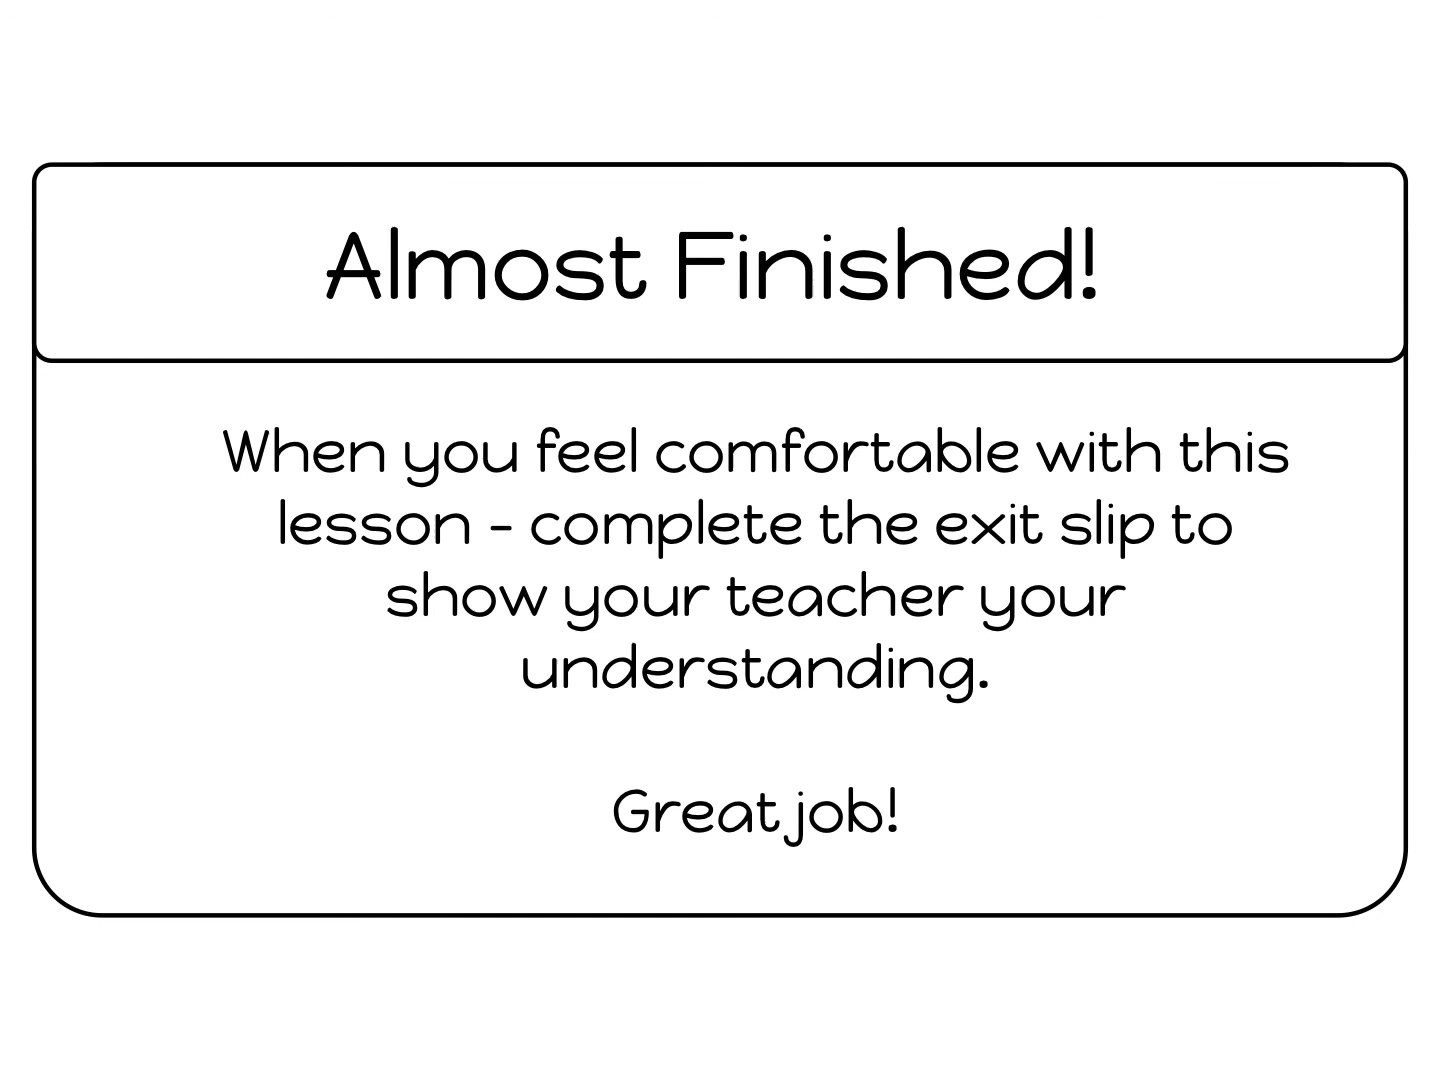 Almost Finished!
When you feel comfortable with this
lesson - complete the exit slip to
show your teacher your
understanding.
Great job!